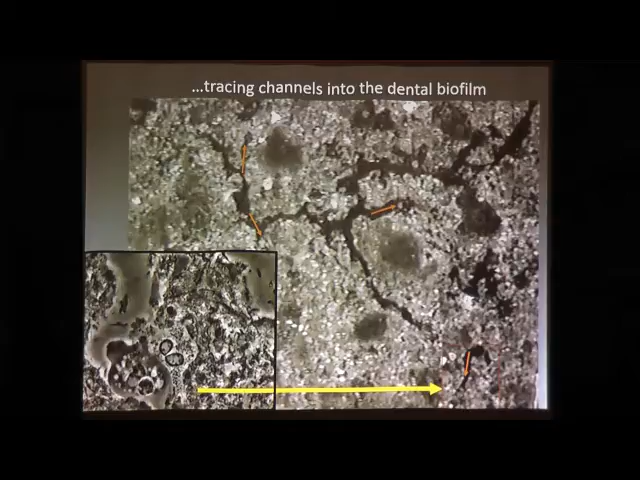 ...tracing channels into the dental biofilm